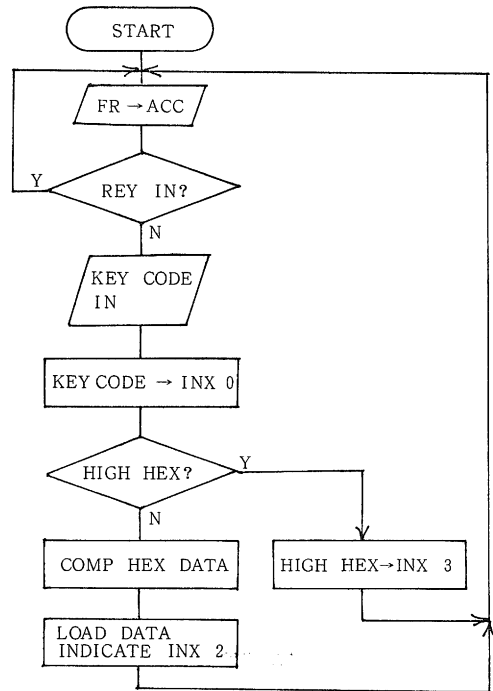 START
FR → ACC
Y
REY IN?
N
KEY CODE
IN
KEY CODE → INX 0
HIGH HEX?
Y
N
COMP HEX DATA
HIGH HEX→INX 3
LOAD DATA
INDICATE INX 2